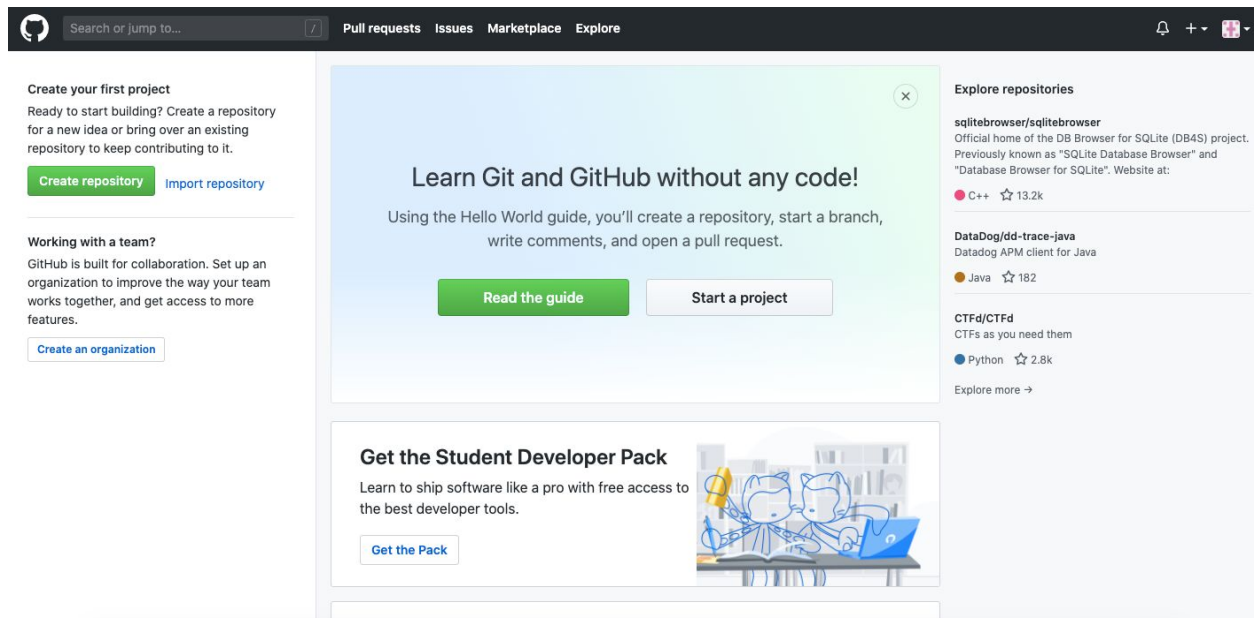 Search or jump to... /
Pull requests Issues Marketplace Explore
Create your first project
Ready to start building? Create a repository
for a new idea or bring over an existing
repository to keep contributing to it.
Create repository Import repository
Working with a team?
GitHub is built for collaboration. Set up an
organization to improve the way your team
works together, and get access to more
features.
Create an organization
Learn Git and GitHub without any code!
Using the Hello World guide, you’ll create a repository, start a branch,
write comments, and open a pull request.
Read the guide Start a project
Get the Student Developer Pack
Learn to ship software like a pro with free access to
the best developer tools.
Get the Pack
Explore repositories
sqlitebrowser/sqlitebrowser
Official home of the DB Browser for SQLite (DB4S) project.
Previously known as "SQLite Database Browser" and
"Database Browser for SQLite". Website at:
C++ 13.2k
DataDog/dd-trace-java
Datadog APM client for Java
Java 182
CTFd/CTFd
CTFs as you need them
Python 2.8k
Explore more →